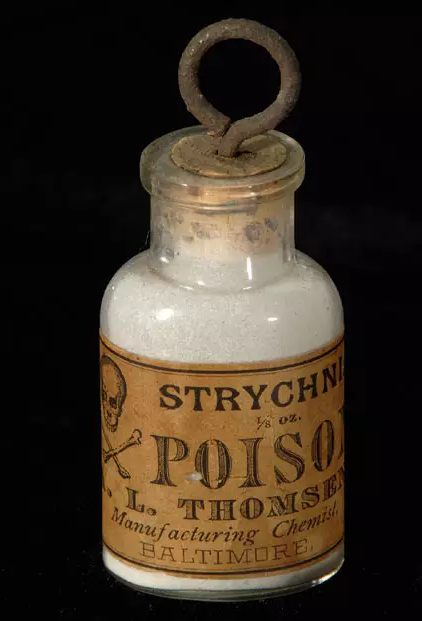 STRYCHNI
1/8 oz.
POISO
. L. THOMSEN
Manufacturing Chemist,
BALTIMORE.